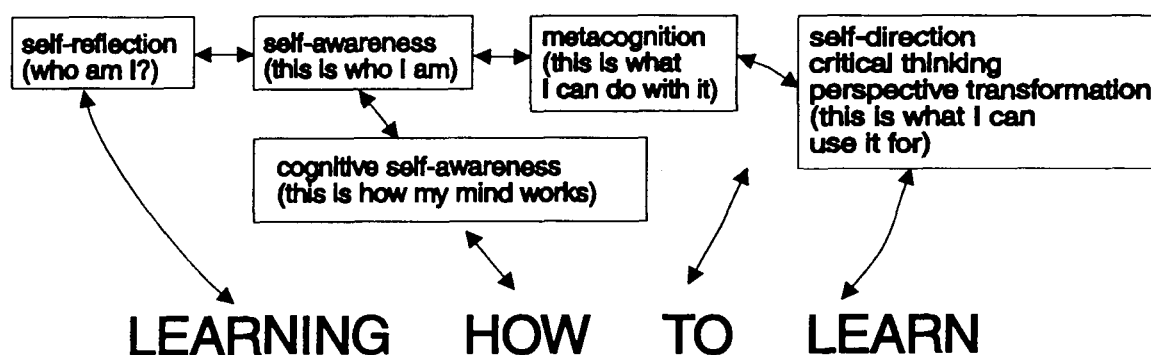 self-reflection
(who am I?)
self-awareness
(this is who I am)
metacognition
(this is what
I can do with it)
self-direction
critical thinking
perspective transformation
(this is what I can
use it for)
cognitive self-awareness
(this is how my mind works)
LEARNING HOW TO LEARN